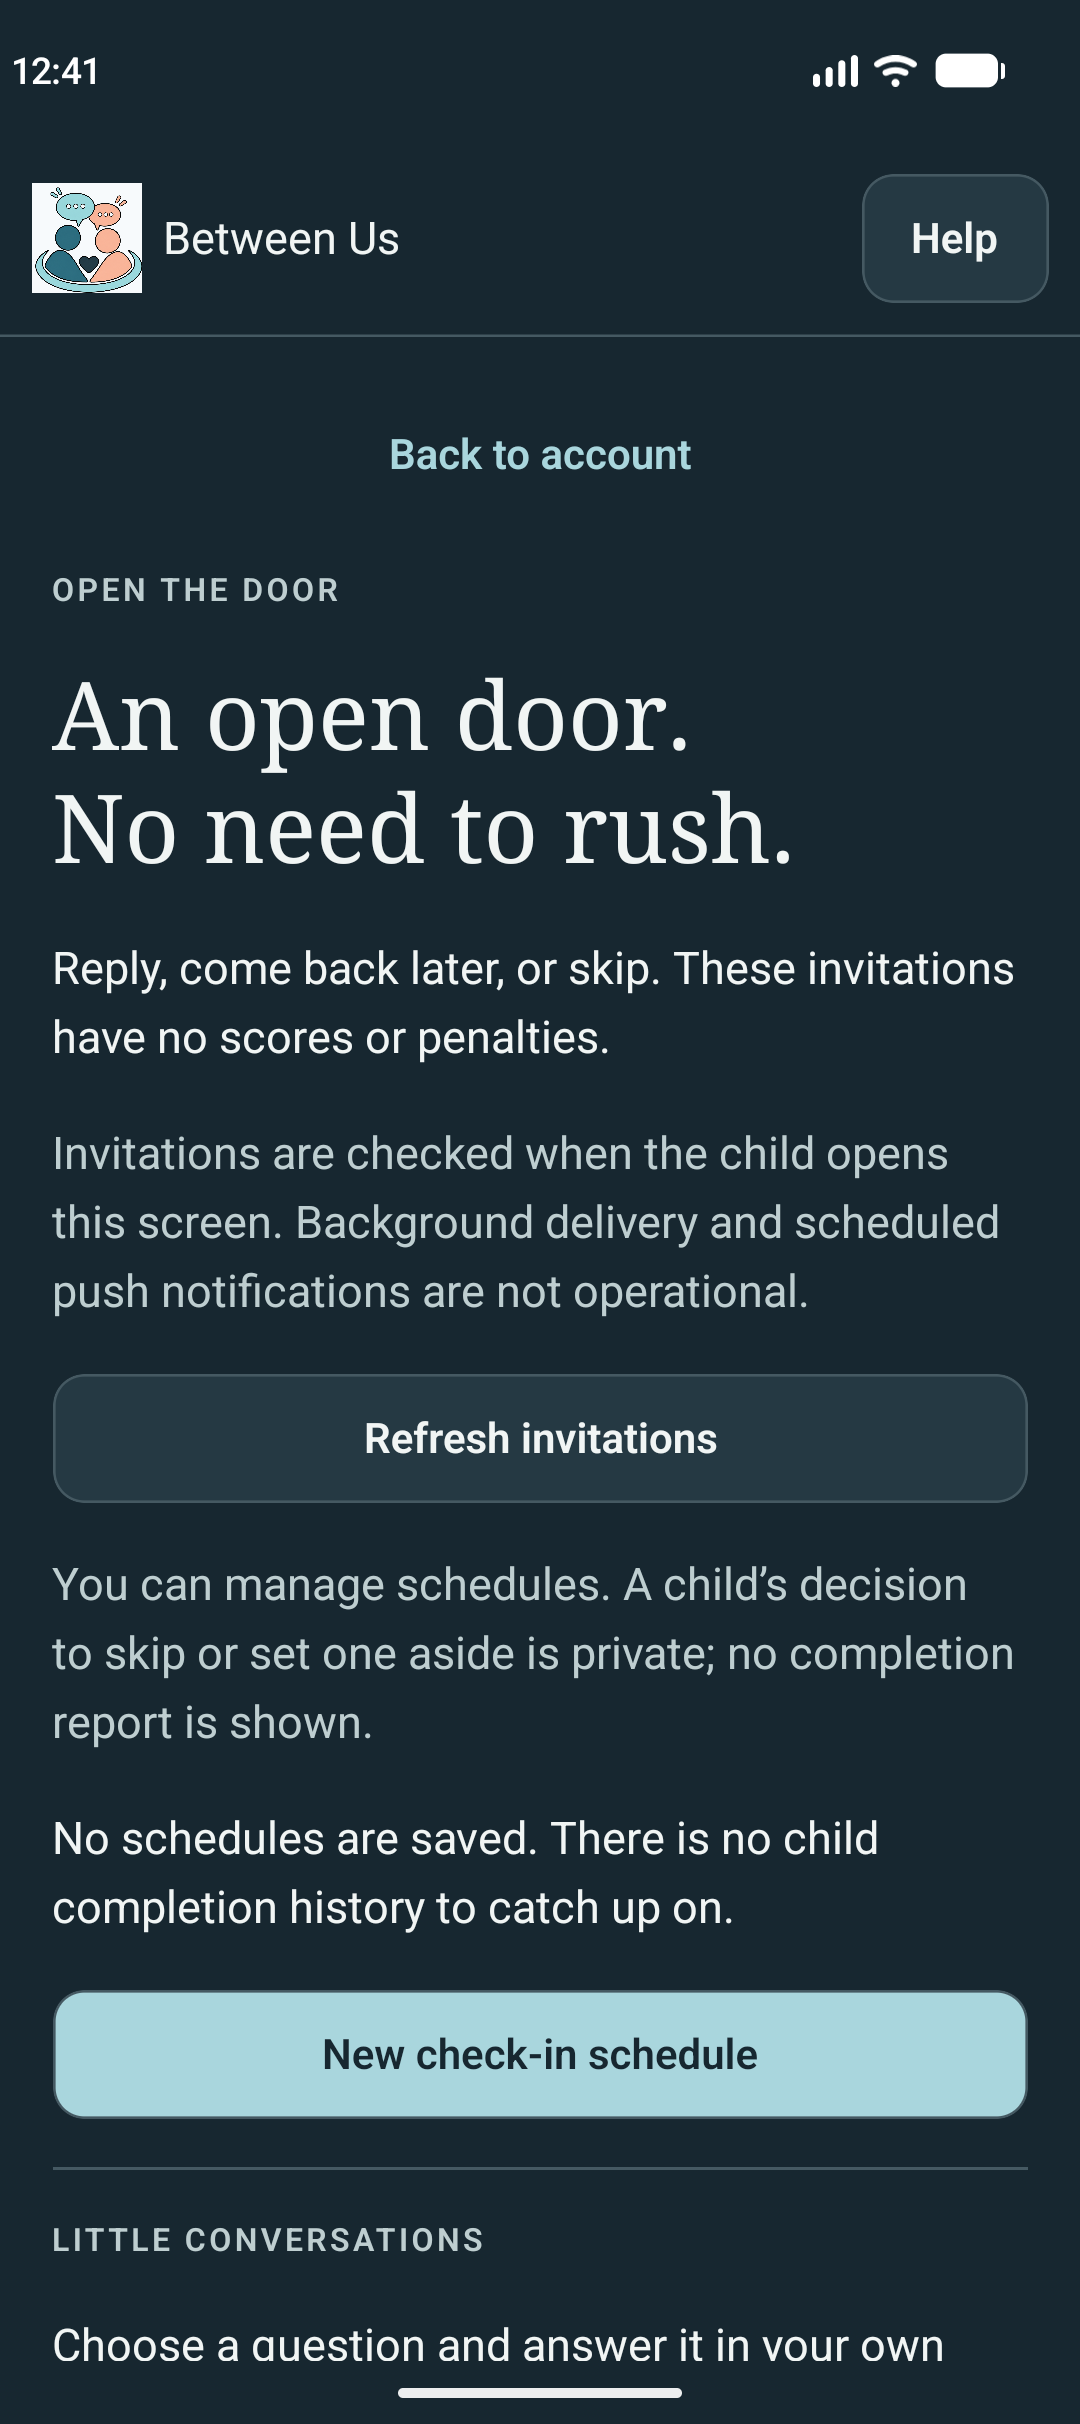 12:41
Between Us
Help
Back to account
OPEN THE DOOR
An open door.
No need to rush.
Reply, come back later, or skip. These invitations
have no scores or penalties.
Invitations are checked when the child opens
this screen. Background delivery and scheduled
push notifications are not operational.
Refresh invitations
You can manage schedules. A child’s decision
to skip or set one aside is private; no completion
report is shown.
No schedules are saved. There is no child
completion history to catch up on.
New check-in schedule
LITTLE CONVERSATIONS
Choose a question and answer it in your own